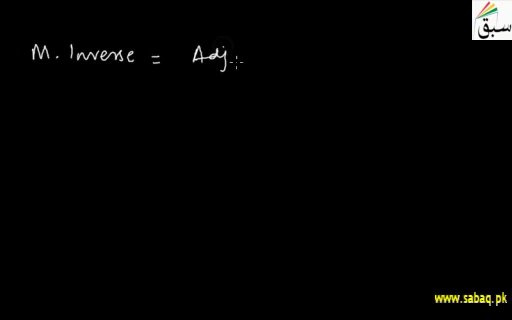 سبق
M. Inverse = Adj
www.sabaq.pk